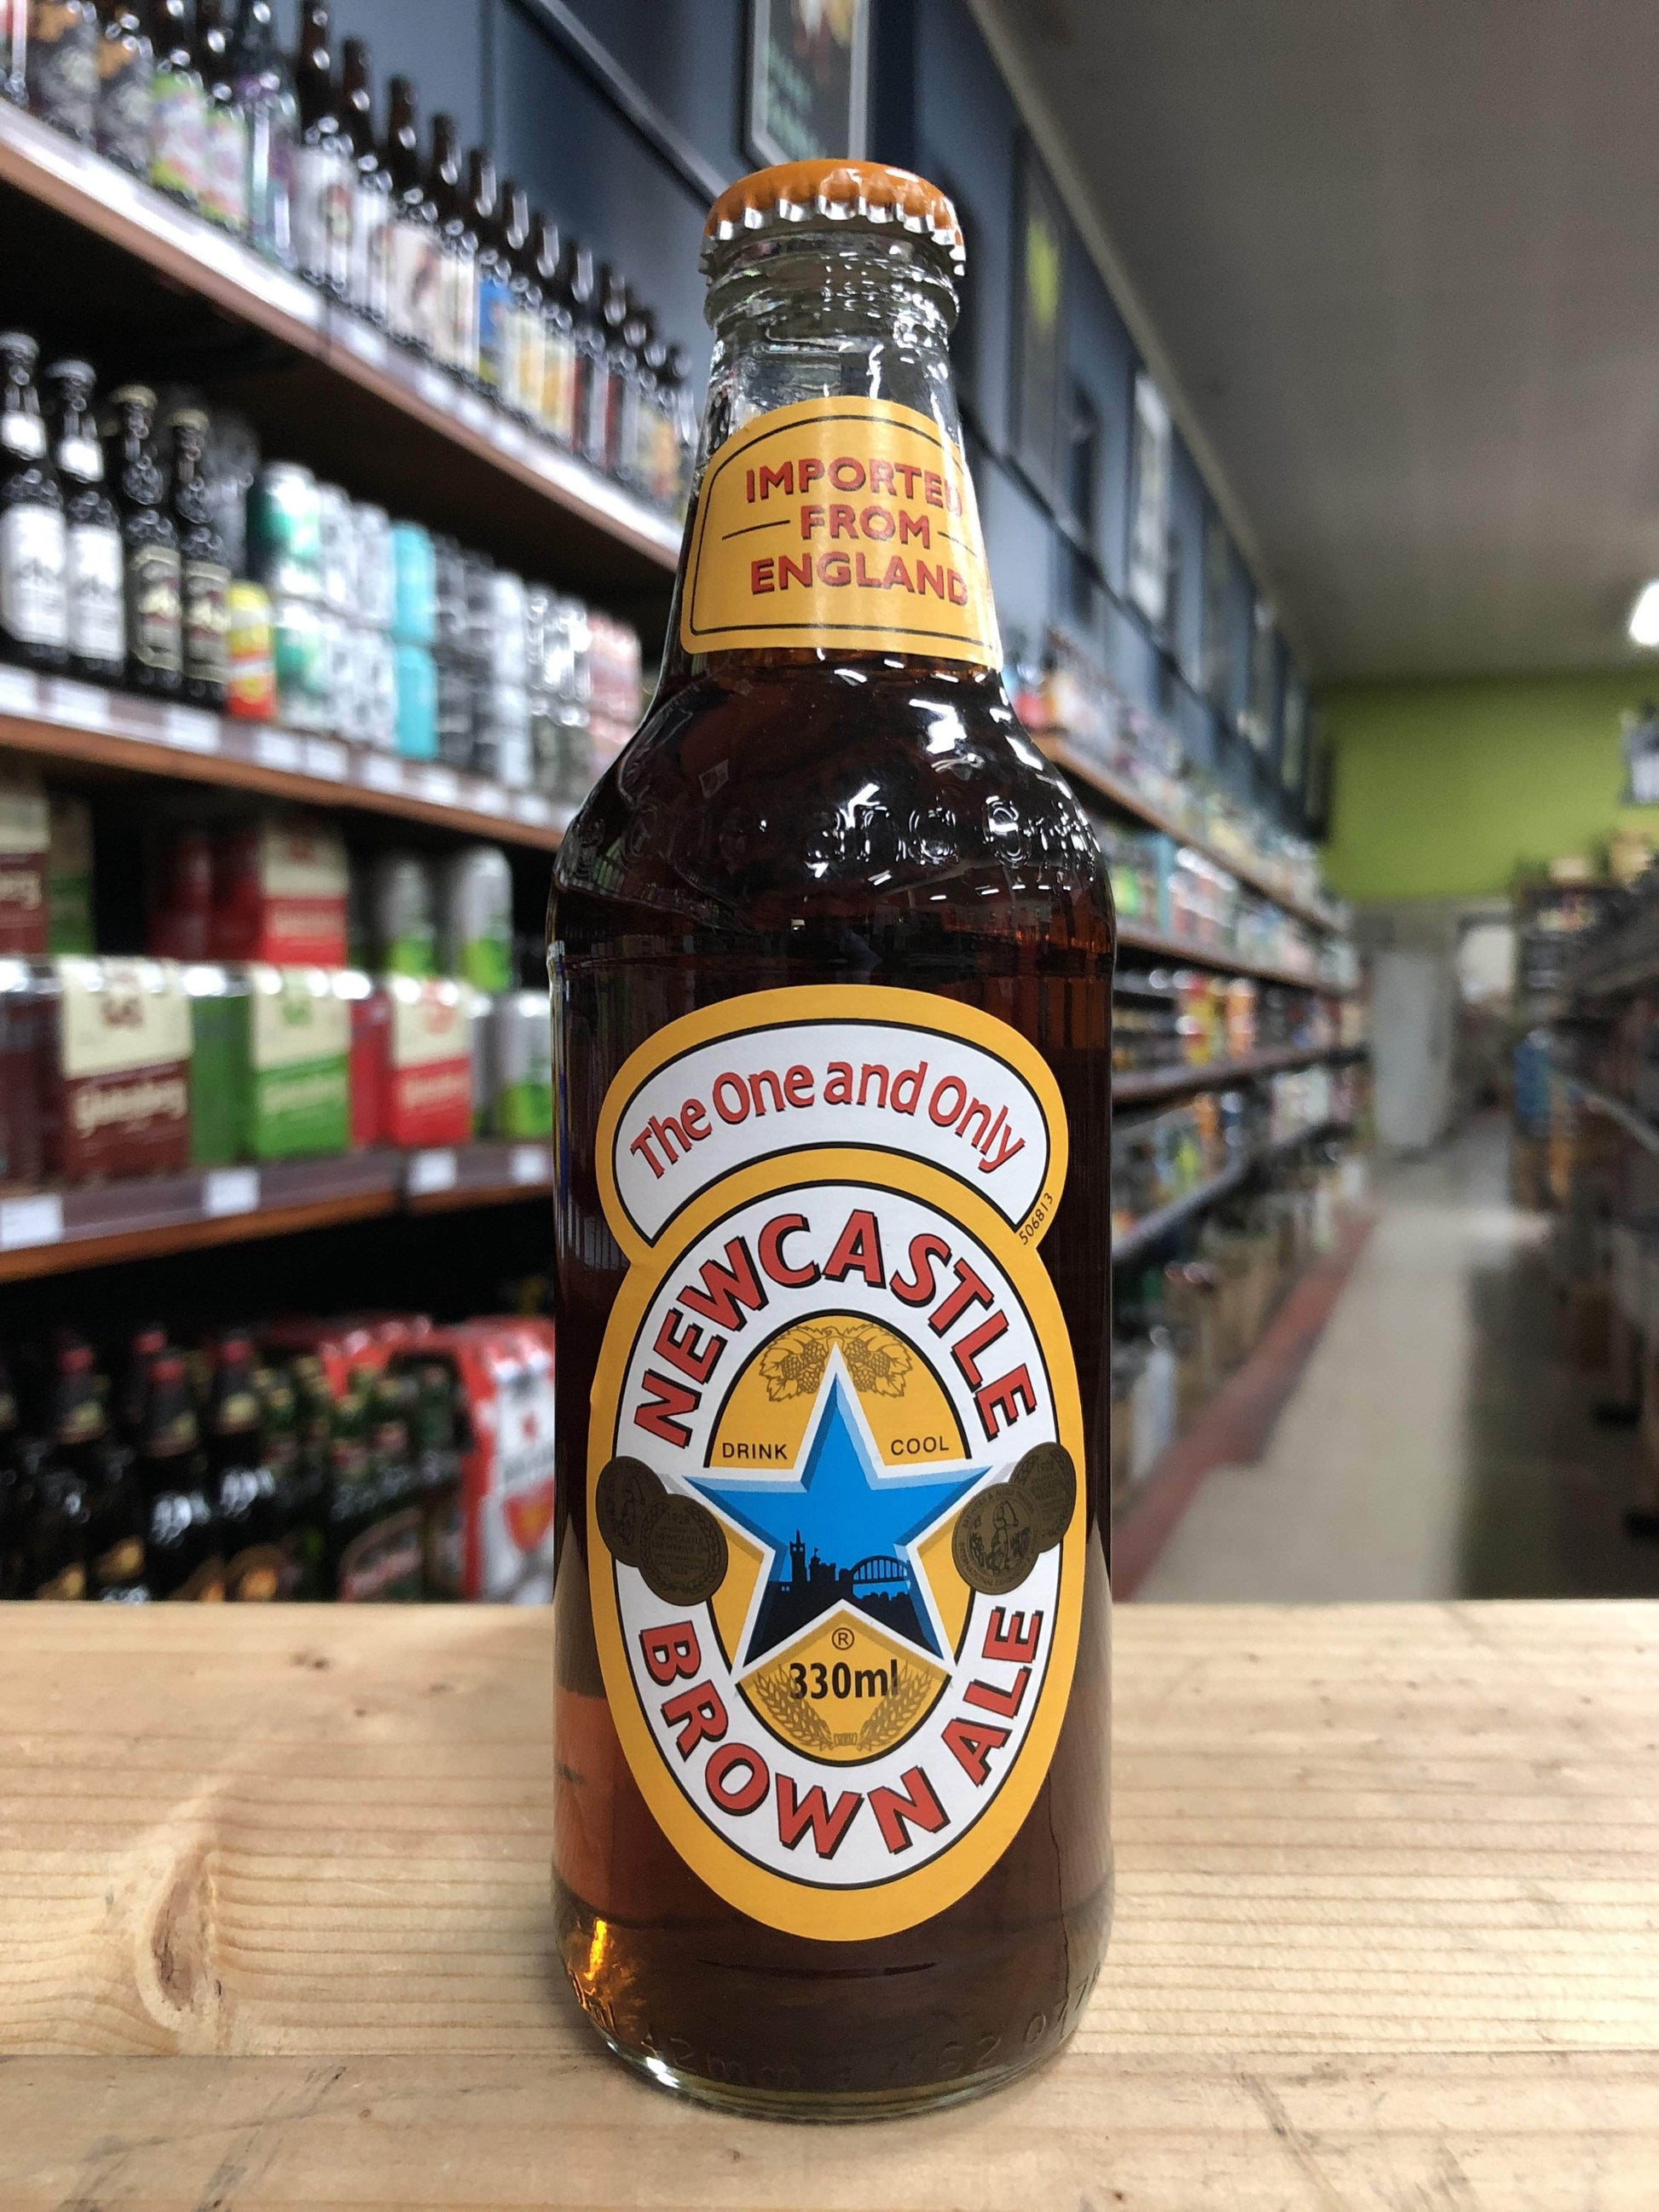 IMPORTED
FROM
ENGLAND
The One and Only
506813
NEWCASTLE
DRINK COOL
®
330ml
BROWN ALE